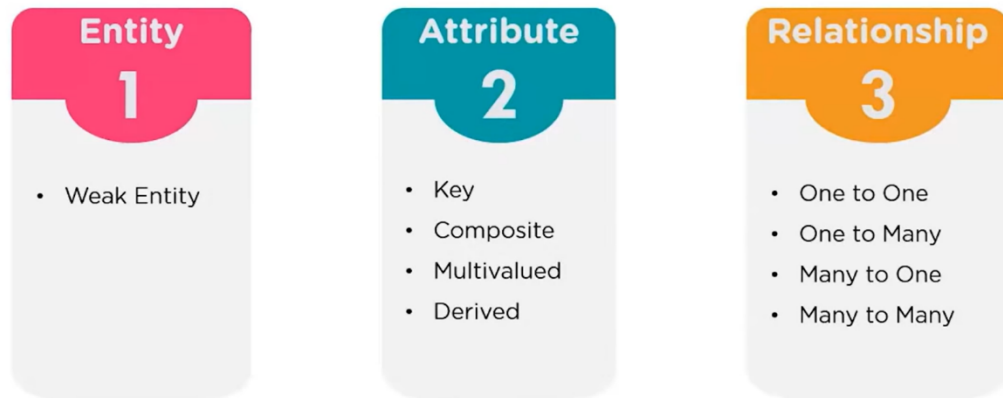 Entity
1
• Weak Entity
Attribute
2
• Key
• Composite
• Multivalued
• Derived
Relationship
3
• One to One
• One to Many
• Many to One
• Many to Many